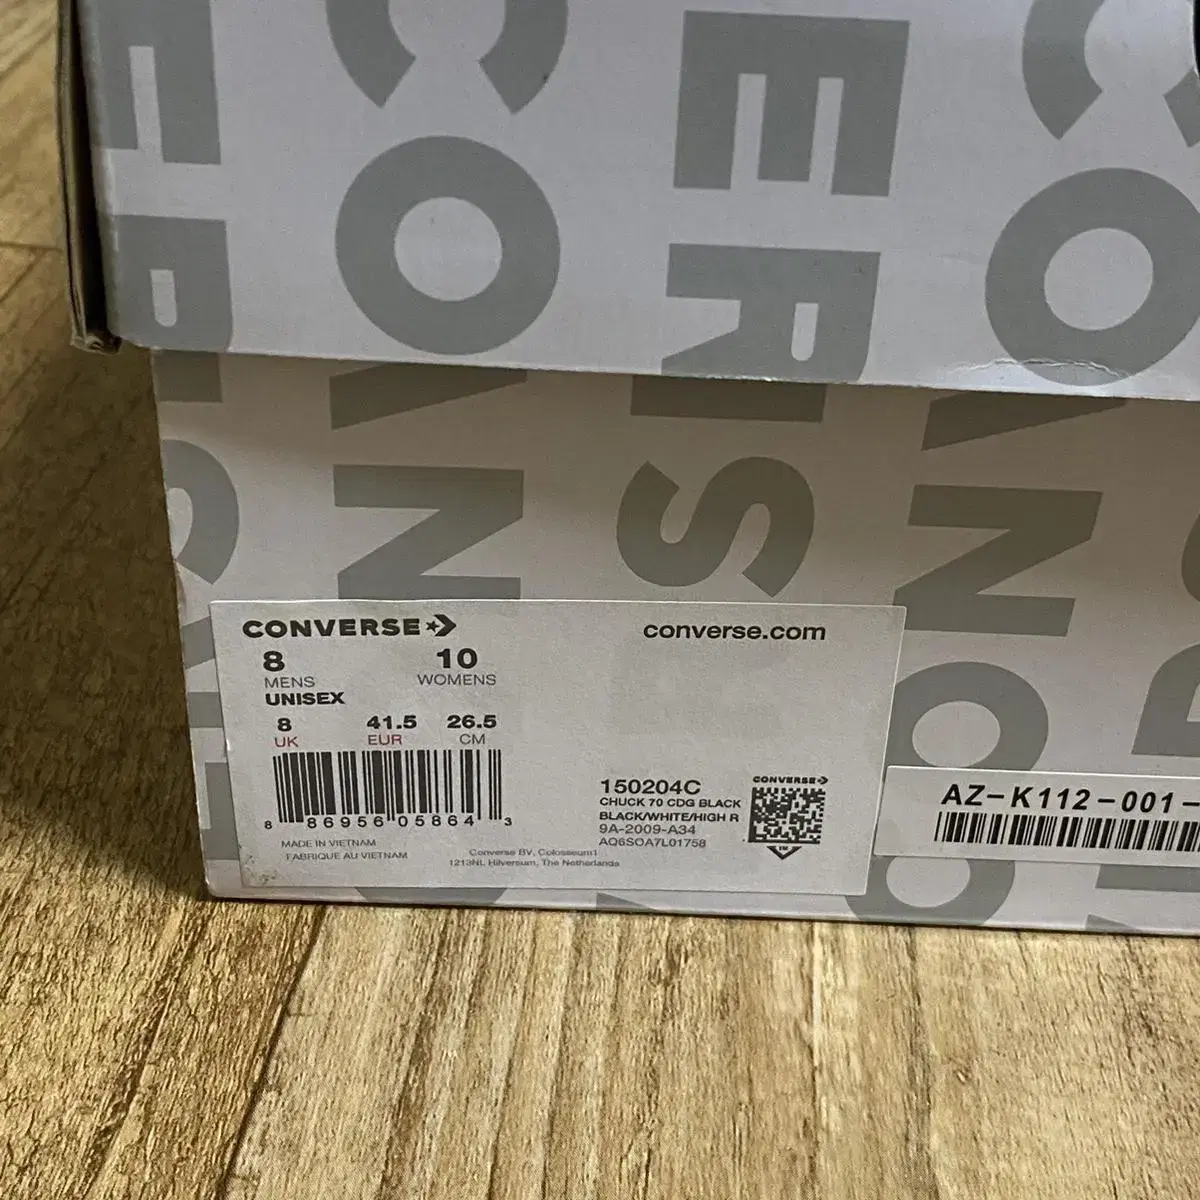 CONVERSE
CONVERSE
CONVERSE
converse.com
8 10
MENS WOMENS
UNISEX
8 41.5 26.5
UK EUR CM
8 86956 05864 3
MADE IN VIETNAM
FABRIQUE AU VIETNAM
Converse BV, Colosseum1
1213NL Hilversum, The Netherlands
150204C
CHUCK 70 CDG BLACK
BLACK/WHITE/HIGH R
9A-2009-A34
AQ6SOA7L01758
CONVERSE
AZ-K112-001-